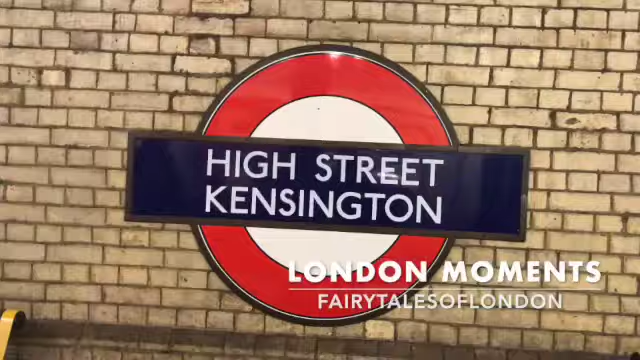 HIGH STREET
KENSINGTON
LONDON MOMENTS
FAIRYTALESOFLONDON